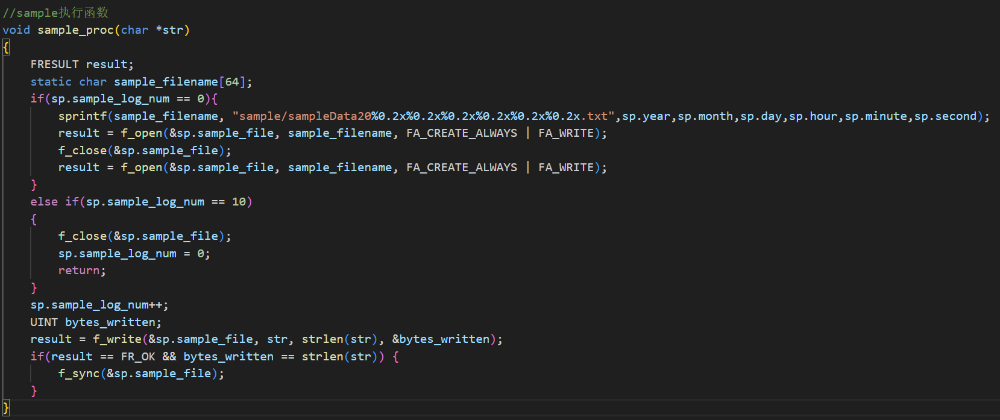 //sample执行函数
void sample_proc(char *str)
{
    FRESULT result;
    static char sample_filename[64];
    if(sp.sample_log_num == 0){
        sprintf(sample_filename, "sample/sampleData20%0.2x%0.2x%0.2x%0.2x%0.2x%0.2x.txt",sp.year,sp.month,sp.day,sp.hour,sp.minute,sp.second);
        result = f_open(&sp.sample_file, sample_filename, FA_CREATE_ALWAYS | FA_WRITE);
        f_close(&sp.sample_file);
        result = f_open(&sp.sample_file, sample_filename, FA_CREATE_ALWAYS | FA_WRITE);
    }
    else if(sp.sample_log_num == 10)
    {
        f_close(&sp.sample_file);
        sp.sample_log_num = 0;
        return;
    }
    sp.sample_log_num++;
    UINT bytes_written;
    result = f_write(&sp.sample_file, str, strlen(str), &bytes_written);
    if(result == FR_OK && bytes_written == strlen(str)) {
        f_sync(&sp.sample_file);
    }
}